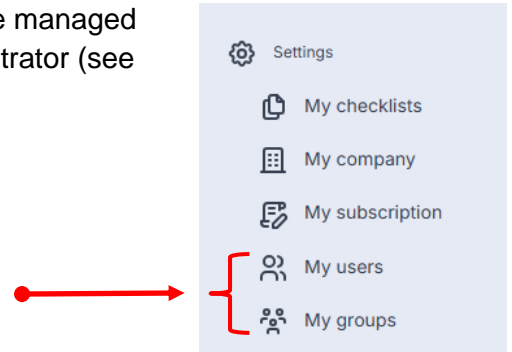 e managed
trator (see
Settings
My checklists
My company
My subscription
My users
My groups